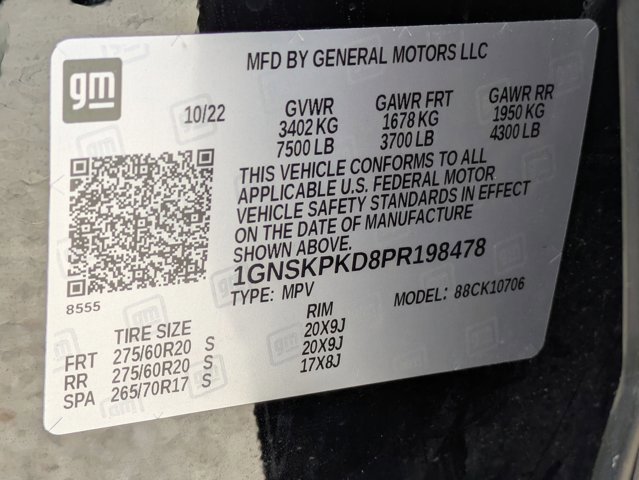 MFD BY GENERAL MOTORS LLC
gm
10/22
GVWR GAWR FRT GAWR RR
3402 KG 1678 KG 1950 KG
7500 LB 3700 LB 4300 LB
THIS VEHICLE CONFORMS TO ALL
APPLICABLE U.S. FEDERAL MOTOR
VEHICLE SAFETY STANDARDS IN EFFECT
ON THE DATE OF MANUFACTURE
SHOWN ABOVE.
1GNSKPKD8PR198478
TYPE: MPV MODEL: 88CK10706
8555
TIRE SIZE RIM
FRT 275/60R20 S 20X9J
RR 275/60R20 S 20X9J
SPA 265/70R17 S 17X8J